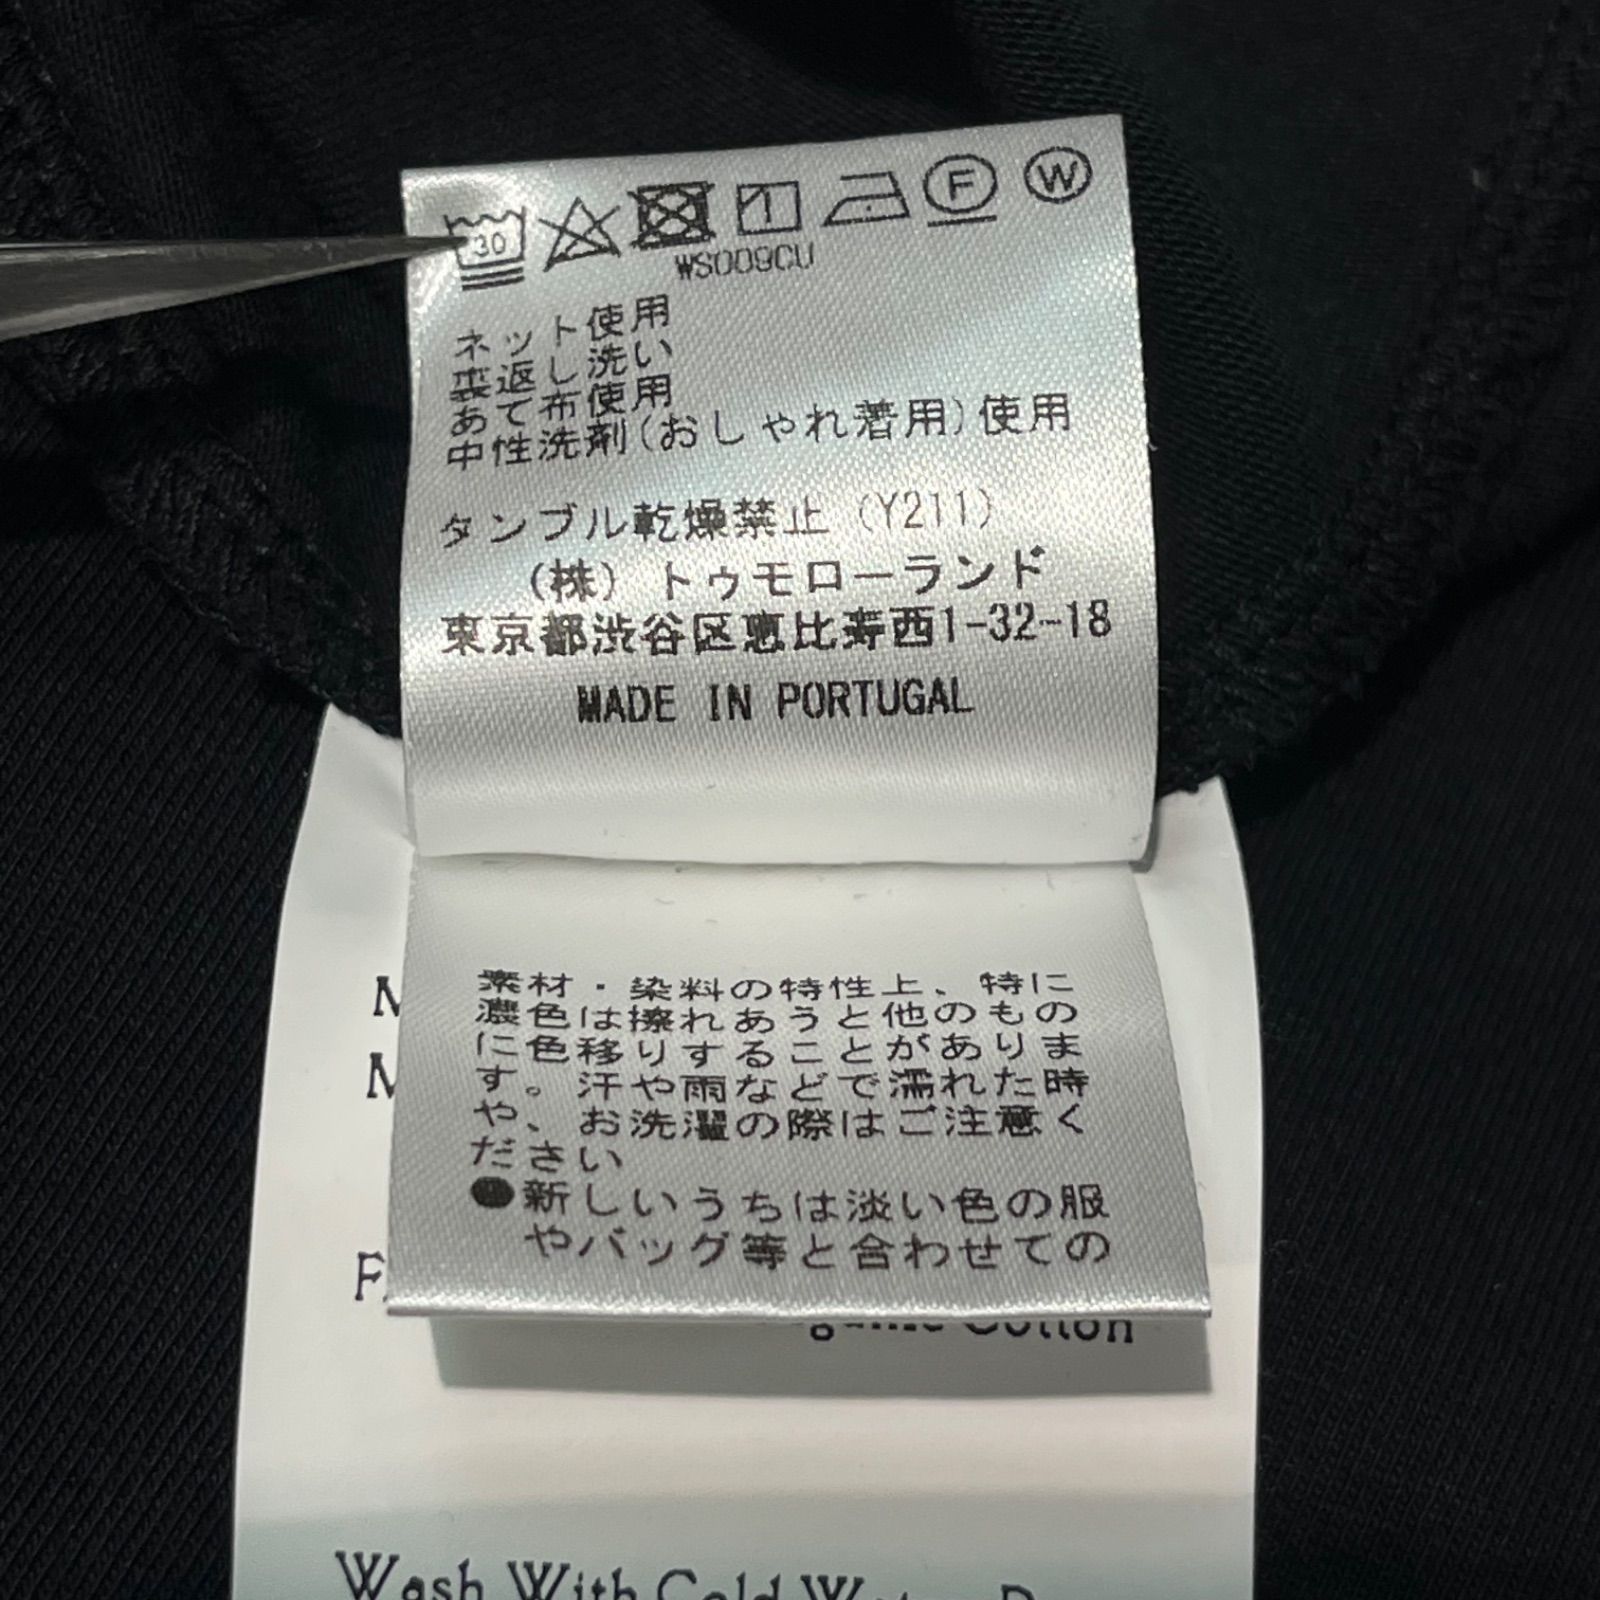 30 F W
WS009CU
ネット使用
裏返し洗い
あて布使用
中性洗剤(おしゃれ着用)使用
タンブル乾燥禁止(Y211)
(株)トゥモローランド
東京都渋谷区恵比寿西1-32-18
MADE IN PORTUGAL
素材・染料の特性上、特に
濃色は擦れあうと他のもの
に色移りすることがありま
す。汗や雨などで濡れた時
や、お洗濯の際はご注意く
ださい
●新しいうちは淡い色の服
やバッグ等と合わせての
Cotton
Wash With Cold